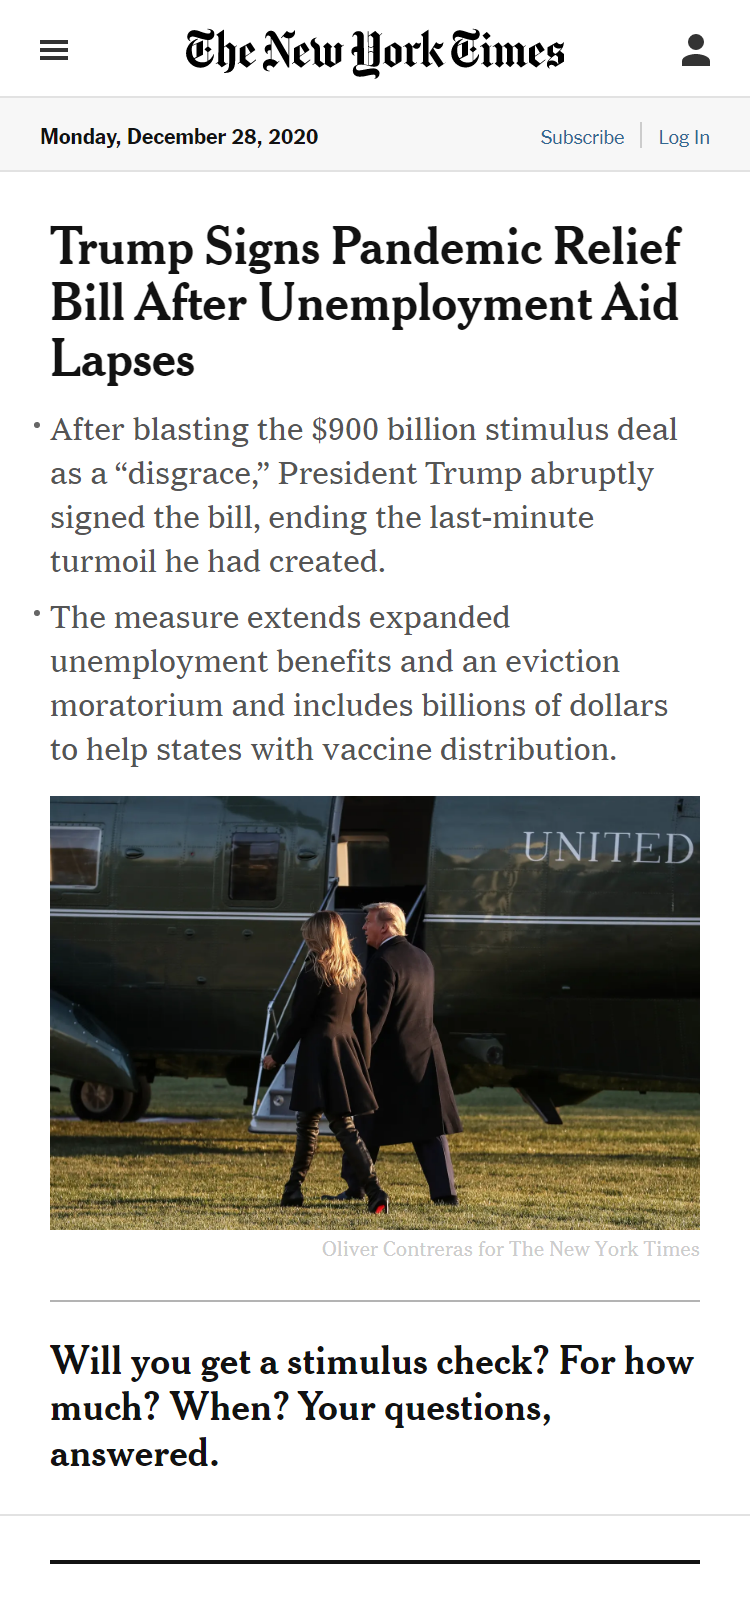 The New York Times
Monday, December 28, 2020
Subscribe
Log In
Trump Signs Pandemic Relief
Bill After Unemployment Aid
Lapses
• After blasting the $900 billion stimulus deal
as a “disgrace,” President Trump abruptly
signed the bill, ending the last-minute
turmoil he had created.
• The measure extends expanded
unemployment benefits and an eviction
moratorium and includes billions of dollars
to help states with vaccine distribution.
UNITED
Oliver Contreras for The New York Times
Will you get a stimulus check? For how
much? When? Your questions,
answered.